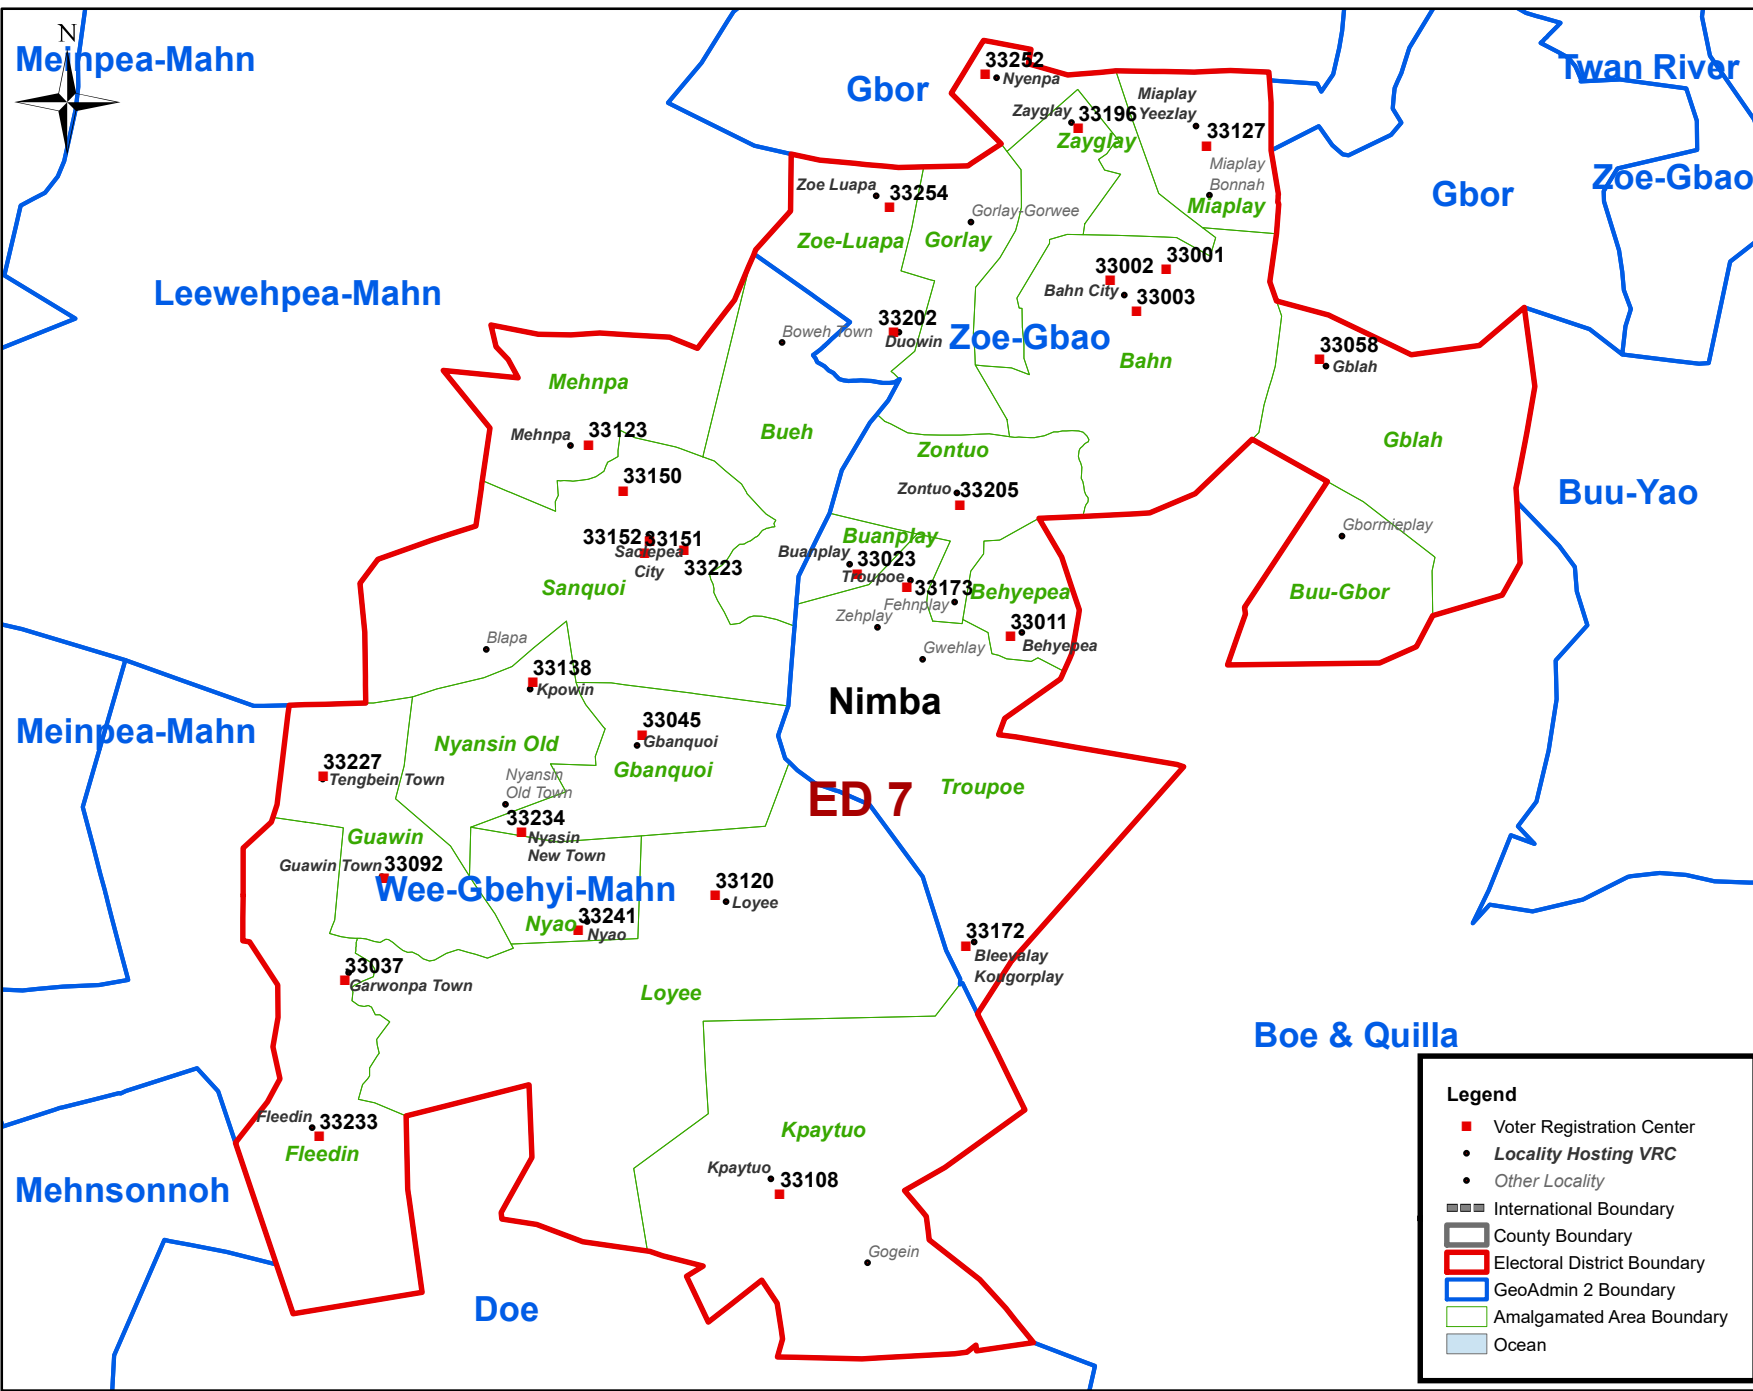 N
Meinpea-Mahn
Gbor
33252
Nyenpa
Twan River
Miaplay
Yeezlay
Zayglay
33196
33127
Zayglay
Miaplay
Bonnah
Miaplay
Gbor
Zoe-Gbao
Zoe Luapa
33254
Gorlay-Gorwee
Zoe-Luapa
Gorlay
33001
33002
Bahn City
33003
Leewehpea-Mahn
Boweh Town
33202
Duowin
Zoe-Gbao
Bahn
33058
Gblah
Mehnpa
Bueh
Zontuo
Gblah
Mehnpa
33123
33150
Zontuo
33205
Buu-Yao
Gbormieplay
33152
33151
Saclepea
City
33223
Buanplay
Buanplay
33023
Troupoe
33173
Fehnplay
Behyepea
Buu-Gbor
Sanquoi
Zehplay
33011
Behyepea
Gwehlay
Blapa
33138
Kpowin
Nimba
Meinpea-Mahn
33045
Gbanquoi
Nyansin Old
Gbanquoi
33227
Tengbein Town
Nyansin
Old Town
ED 7
Troupoe
33234
Nyasin
New Town
Guawin
Guawin Town
33092
Wee-Gbehyi-Mahn
33120
Loyee
Nyao
33241
Nyao
33172
Bleevalay
Kongorplay
33037
Garwonpa Town
Loyee
Boe & Quilla
Fleedin
33233
Fleedin
Kpaytuo
Kpaytuo
33108
Mehnsonnoh
Gogein
Doe
Legend
Voter Registration Center
Locality Hosting VRC
Other Locality
International Boundary
County Boundary
Electoral District Boundary
GeoAdmin 2 Boundary
Amalgamated Area Boundary
Ocean